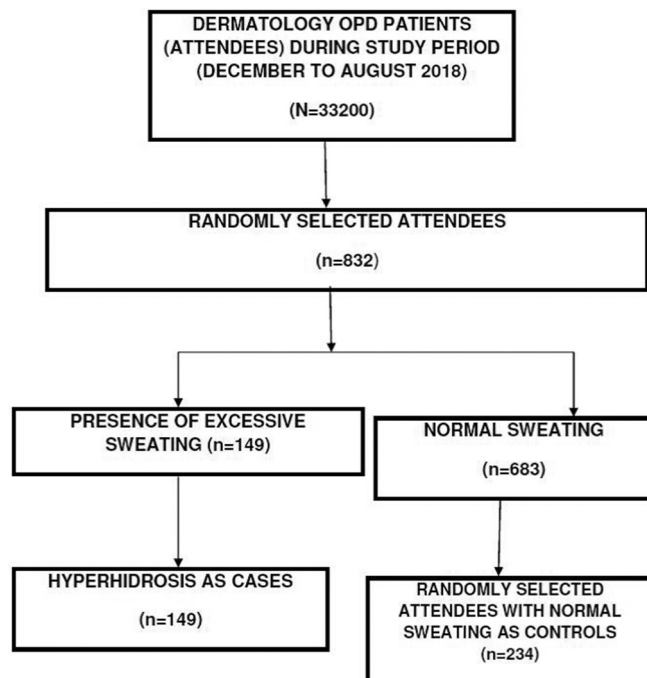 DERMATOLOGY OPD PATIENTS
(ATTENDEES) DURING STUDY PERIOD
(DECEMBER TO AUGUST 2018)
(N=33200)
RANDOMLY SELECTED ATTENDEES
(n=832)
PRESENCE OF EXCESSIVE
SWEATING (n=149)
NORMAL SWEATING
(n=683)
HYPERHIDROSIS AS CASES
(n=149)
RANDOMLY SELECTED
ATTENDEES WITH NORMAL
SWEATING AS CONTROLS
(n=234)